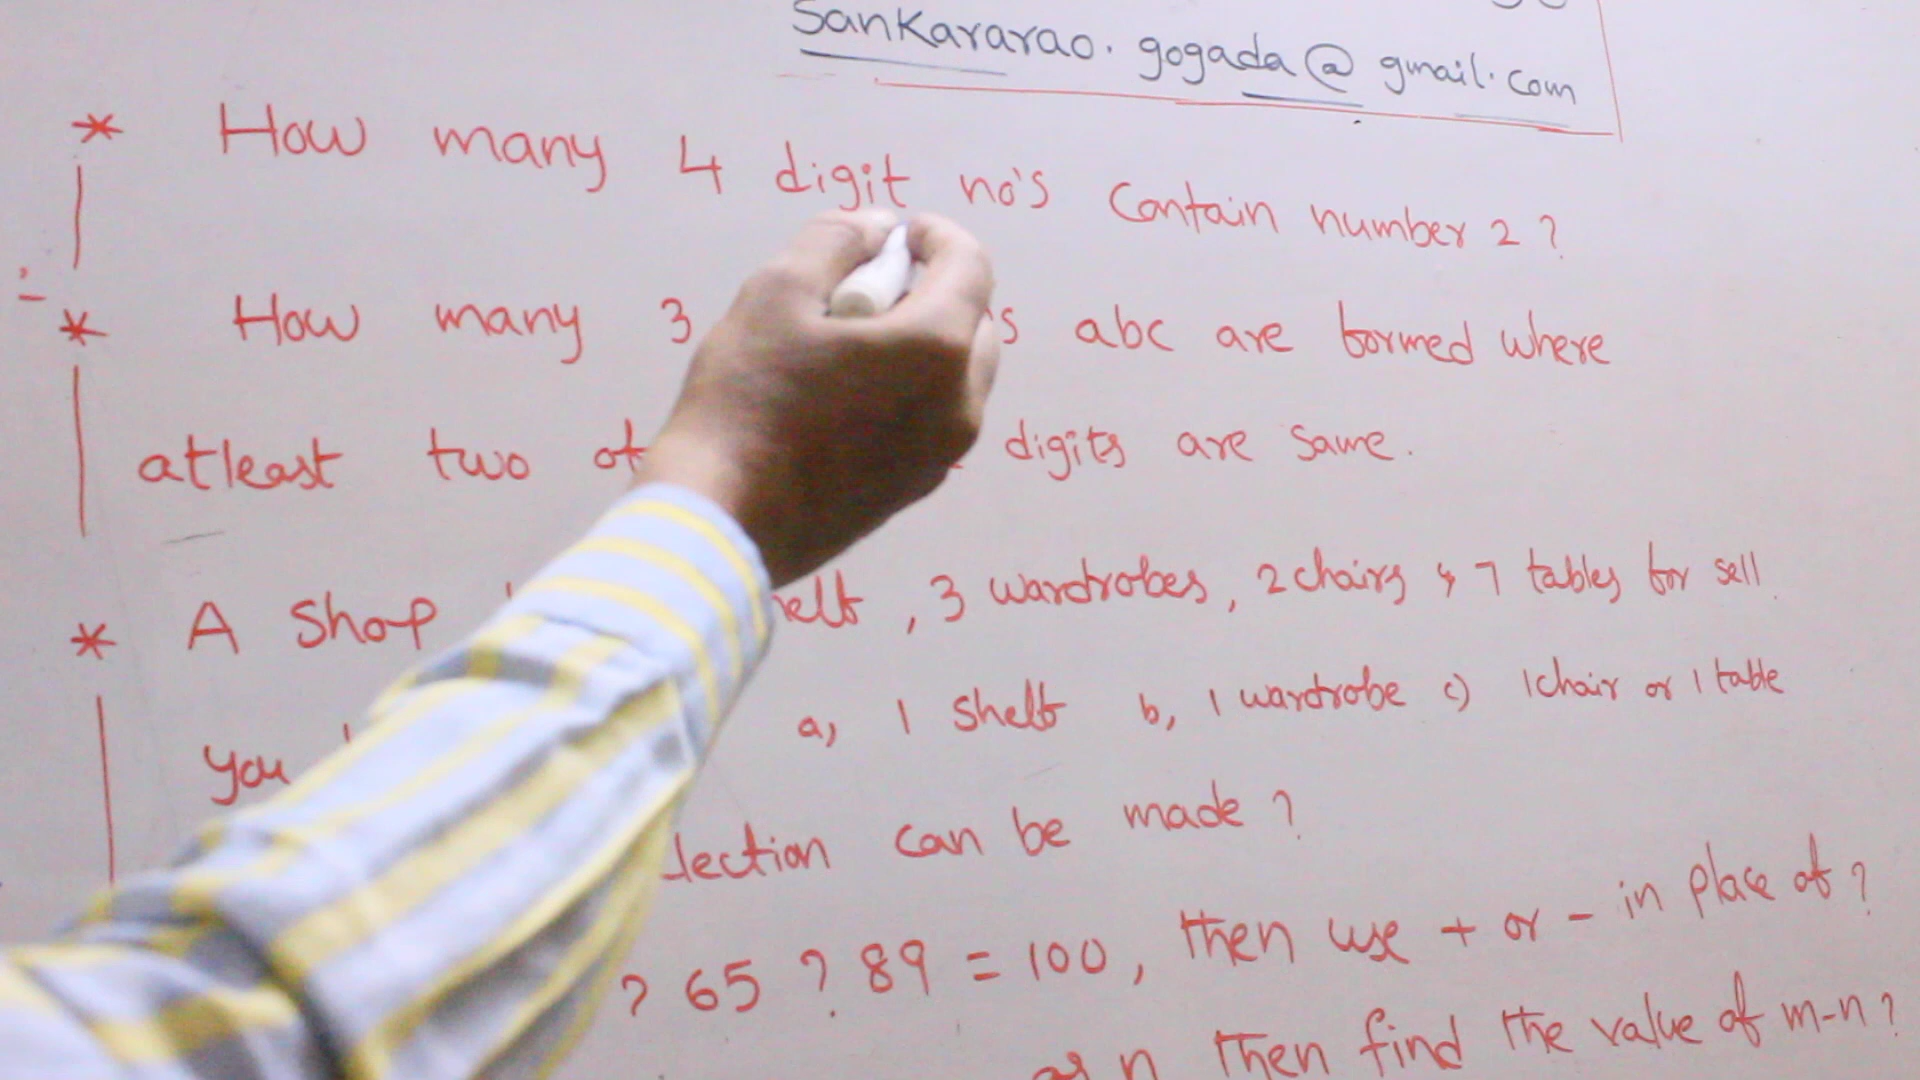 Sankararao.gogada@gmail.com
* How many 4 digit no's Contain number 2?
* How many 3 's abc are formed where
atleast two of digits are same.
* A Shop shelf, 3 wardrobes, 2 chairs & 7 tables for sell.
you a, 1 shelf b, 1 wardrobe c) 1 chair or 1 table
lection can be made?
? 65 ? 89 = 100, then use + or - in place of ?
as n then find the value of m-n?